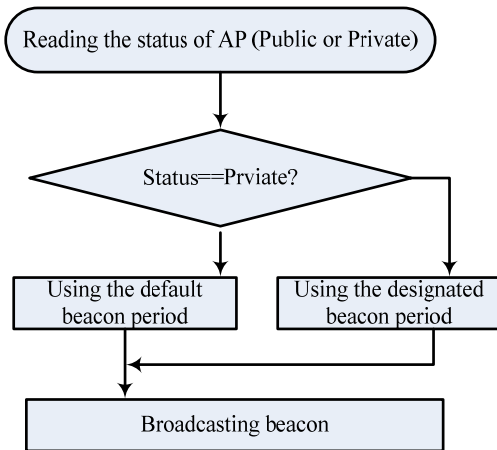 Reading the status of AP (Public or Private)
Status==Prviate?
Using the default
beacon period
Using the designated
beacon period
Broadcasting beacon